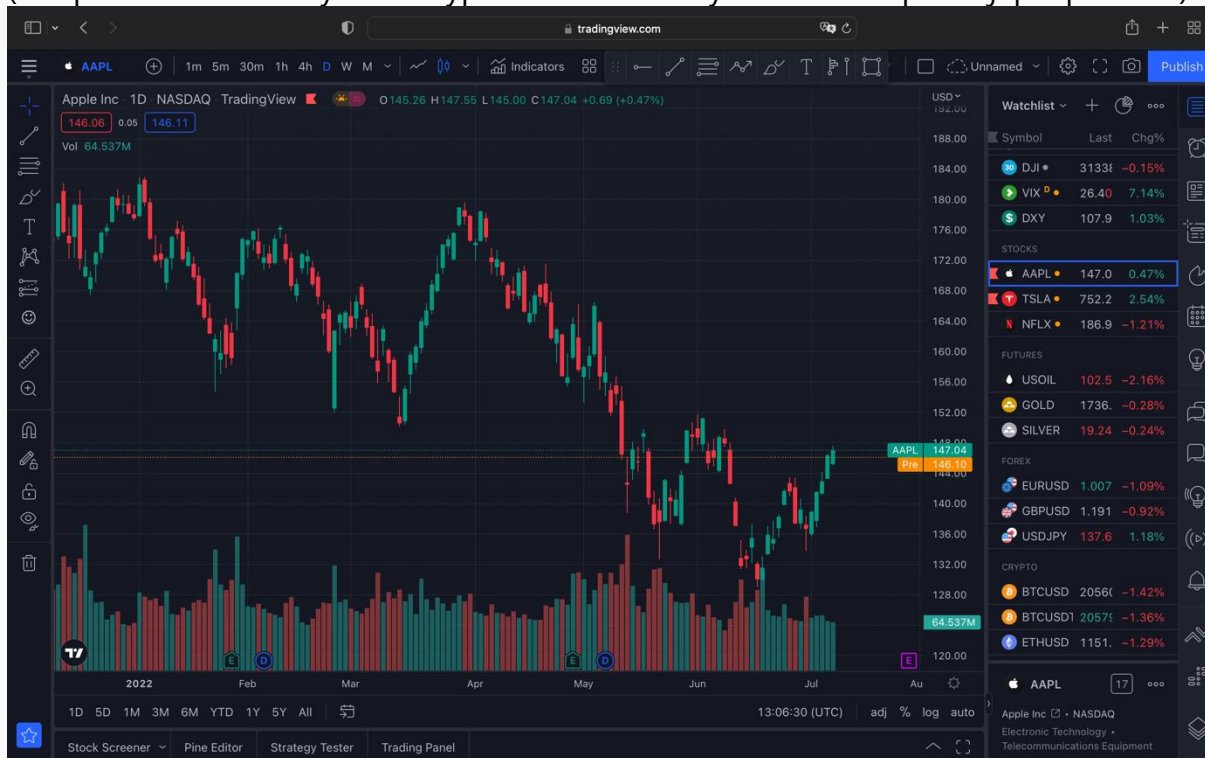 tradingview.com
AAPL 1m 5m 30m 1h 4h D W M Indicators T Unnamed Publish
Apple Inc 1D NASDAQ TradingView O145.26 H147.55 L145.00 C147.04 +0.69 (+0.47%)
146.06 0.05 146.11
Vol 64.537M
USD
192.00
188.00
184.00
180.00
176.00
172.00
168.00
164.00
160.00
156.00
152.00
148.00
AAPL 147.04
Pre 146.10
144.00
140.00
136.00
132.00
128.00
64.537M
120.00
E D E D E
2022 Feb Mar Apr May Jun Jul Au
1D 5D 1M 3M 6M YTD 1Y 5Y All 13:06:30 (UTC) adj % log auto
Stock Screener Pine Editor Strategy Tester Trading Panel
Watchlist
Symbol Last Chg%
30 DJI 3133 −0.15%
VIX D 26.40 7.14%
$ DXY 107.9 1.03%
STOCKS
AAPL 147.0 0.47%
TSLA 752.2 2.54%
N NFLX 186.9 −1.21%
FUTURES
USOIL 102.5 −2.16%
GOLD 1736. −0.28%
SILVER 19.24 −0.24%
FOREX
EURUSD 1.007 −1.09%
GBPUSD 1.191 −0.92%
USDJPY 137.6 1.18%
CRYPTO
BTCUSD 2056 −1.42%
BTCUSDT 2057 −1.36%
ETHUSD 1151. −1.29%
AAPL 17
Apple Inc • NASDAQ
Electronic Technology •
Telecommunications Equipment